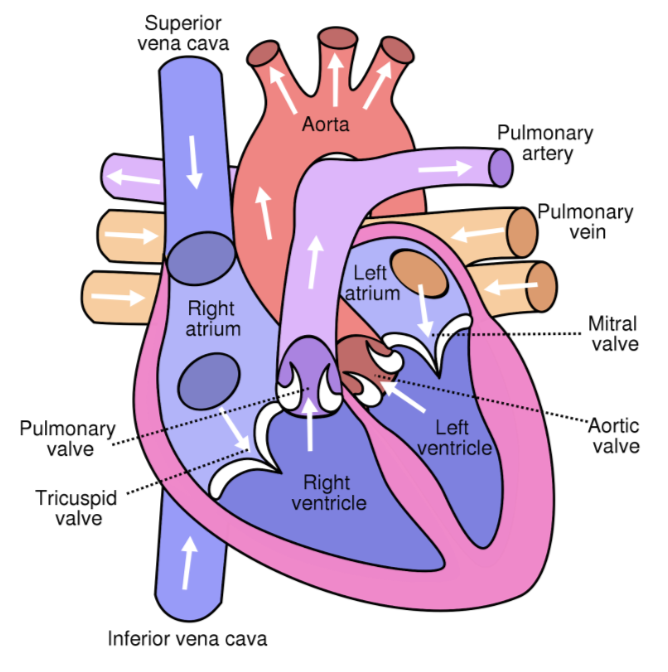 Superior
vena cava
Aorta
Pulmonary
artery
Pulmonary
vein
Left
atrium
Right
atrium
Mitral
valve
Pulmonary
valve
Left
ventricle
Aortic
valve
Tricuspid
valve
Right
ventricle
Inferior vena cava